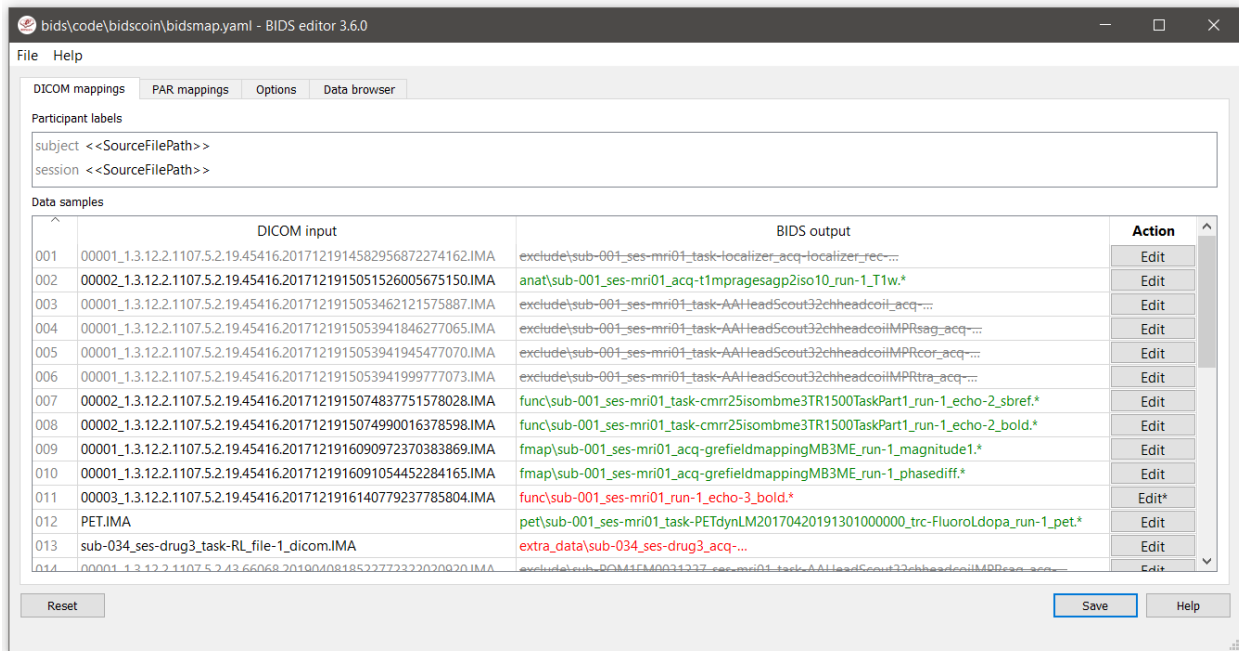 bids\code\bidscoin\bidsmap.yaml - BIDS editor 3.6.0
File Help
DICOM mappings PAR mappings Options Data browser
Participant labels
subject <<SourceFilePath>>
session <<SourceFilePath>>
Data samples
DICOM input BIDS output Action
001 00001_1.3.12.2.1107.5.2.19.45416.2017121914582956872274162.IMA exclude\sub-001_ses-mri01_task-localizer_acq-localizer_rec-... Edit
002 00002_1.3.12.2.1107.5.2.19.45416.2017121915051526005675150.IMA anat\sub-001_ses-mri01_acq-t1mpragesagp2iso10_run-1_T1w.* Edit
003 00001_1.3.12.2.1107.5.2.19.45416.2017121915053462121575887.IMA exclude\sub-001_ses-mri01_task-AAHeadScout32chheadcoil_acq-... Edit
004 00001_1.3.12.2.1107.5.2.19.45416.2017121915053941846277065.IMA exclude\sub-001_ses-mri01_task-AAHeadScout32chheadcoilMPRsag_acq-... Edit
005 00001_1.3.12.2.1107.5.2.19.45416.2017121915053941945477070.IMA exclude\sub-001_ses-mri01_task-AAHeadScout32chheadcoilMPRcor_acq-... Edit
006 00001_1.3.12.2.1107.5.2.19.45416.2017121915053941999777073.IMA exclude\sub-001_ses-mri01_task-AAHeadScout32chheadcoilMPRtra_acq-... Edit
007 00002_1.3.12.2.1107.5.2.19.45416.2017121915074837751578028.IMA func\sub-001_ses-mri01_task-cmrr25isombme3TR1500TaskPart1_run-1_echo-2_sbref.* Edit
008 00002_1.3.12.2.1107.5.2.19.45416.2017121915074990016378598.IMA func\sub-001_ses-mri01_task-cmrr25isombme3TR1500TaskPart1_run-1_echo-2_bold.* Edit
009 00001_1.3.12.2.1107.5.2.19.45416.2017121916090972370383869.IMA fmap\sub-001_ses-mri01_acq-grefieldmappingMB3ME_run-1_magnitude1.* Edit
010 00001_1.3.12.2.1107.5.2.19.45416.2017121916091054452284165.IMA fmap\sub-001_ses-mri01_acq-grefieldmappingMB3ME_run-1_phasediff.* Edit
011 00003_1.3.12.2.1107.5.2.19.45416.2017121916140779237785804.IMA func\sub-001_ses-mri01_run-1_echo-3_bold.* Edit*
012 PET.IMA pet\sub-001_ses-mri01_task-PETdynLM20170420191301000000_trc-FluoroLdopa_run-1_pet.* Edit
013 sub-034_ses-drug3_task-RL_file-1_dicom.IMA extra_data\sub-034_ses-drug3_acq-... Edit
014 Edit
Reset Save Help